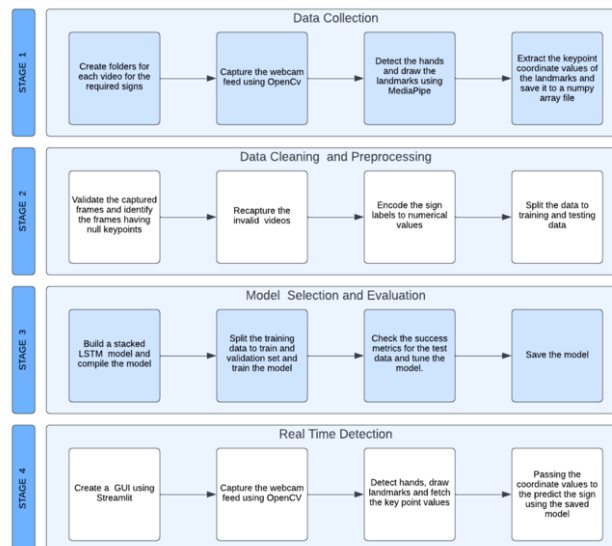 STAGE 1
Data Collection
Create folders for
each video for the
required signs
Capture the webcam
feed using OpenCv
Detect the hands
and draw the
landmarks using
MediaPipe
Extract the keypoint
coordinate values of
the landmarks and
save it to a numpy
array file
STAGE 2
Data Cleaning and Preprocessing
Validate the captured
frames and identify
the frames having
null keypoints
Recapture the
invalid videos
Encode the sign
labels to numerical
values
Split the data to
training and testing
data
STAGE 3
Model Selection and Evaluation
Build a stacked
LSTM model and
compile the model
Split the training
data to train and
validation set and
train the model
Check the success
metrics for the test
data and tune the
model.
Save the model
STAGE 4
Real Time Detection
Create a GUI using
Streamlit
Capture the webcam
feed using OpenCV
Detect hands, draw
landmarks and fetch
the key point values
Passing the
coordinate values to
the predict the sign
using the saved
model